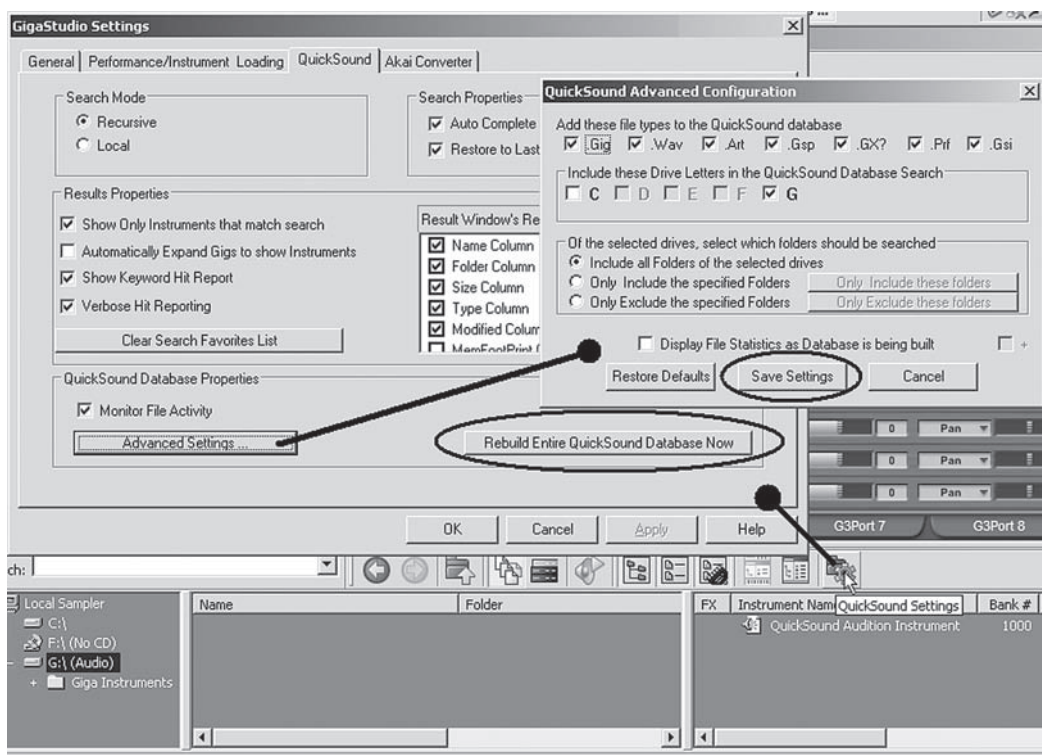 GigaStudio Settings
General Performance/Instrument Loading QuickSound Akai Converter
Search Mode
Recursive
Local
Search Properties
Auto Complete
Restore to Last
Results Properties
Show Only Instruments that match search
Automatically Expand Gigs to show Instruments
Show Keyword Hit Report
Verbose Hit Reporting
Clear Search Favorites List
Result Window's Re
Name Column
Folder Column
Size Column
Type Column
Modified Colum
MemFootPrint (
QuickSound Database Properties
Monitor File Activity
Advanced Settings ...
Rebuild Entire QuickSound Database Now
OK Cancel Apply Help
QuickSound Advanced Configuration
Add these file types to the QuickSound database
.Gig .Wav .Art .Gsp .GX? .Prf .Gsi
Include these Drive Letters in the QuickSound Database Search
C D E F G
Of the selected drives, select which folders should be searched
Include all Folders of the selected drives
Only Include the specified Folders Only Include these folders
Only Exclude the specified Folders Only Exclude these folders
Display File Statistics as Database is being built +
Restore Defaults Save Settings Cancel
0 Pan
0 Pan
0 Pan
G3Port 7 G3Port 8
ch:
Local Sampler
C:\
F:\ (No CD)
G:\ (Audio)
+ Giga Instruments
Name Folder
FX Instrument Nam QuickSound Settings Bank #
QuickSound Audition Instrument 1000